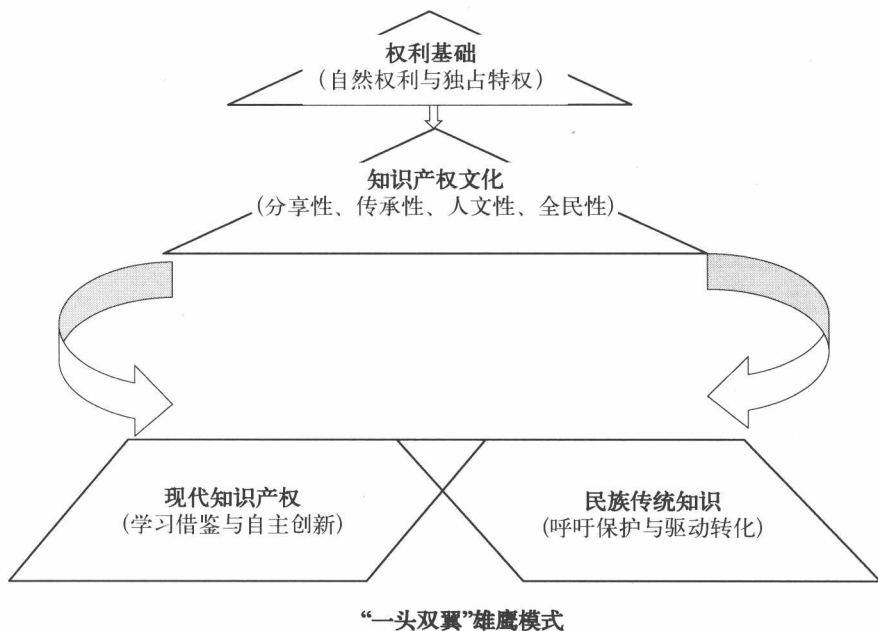 权利基础
(自然权利与独占特权)
知识产权文化
(分享性、传承性、人文性、全民性)
现代知识产权
(学习借鉴与自主创新)
民族传统知识
(呼吁保护与驱动转化)
“一头双翼”雄鹰模式